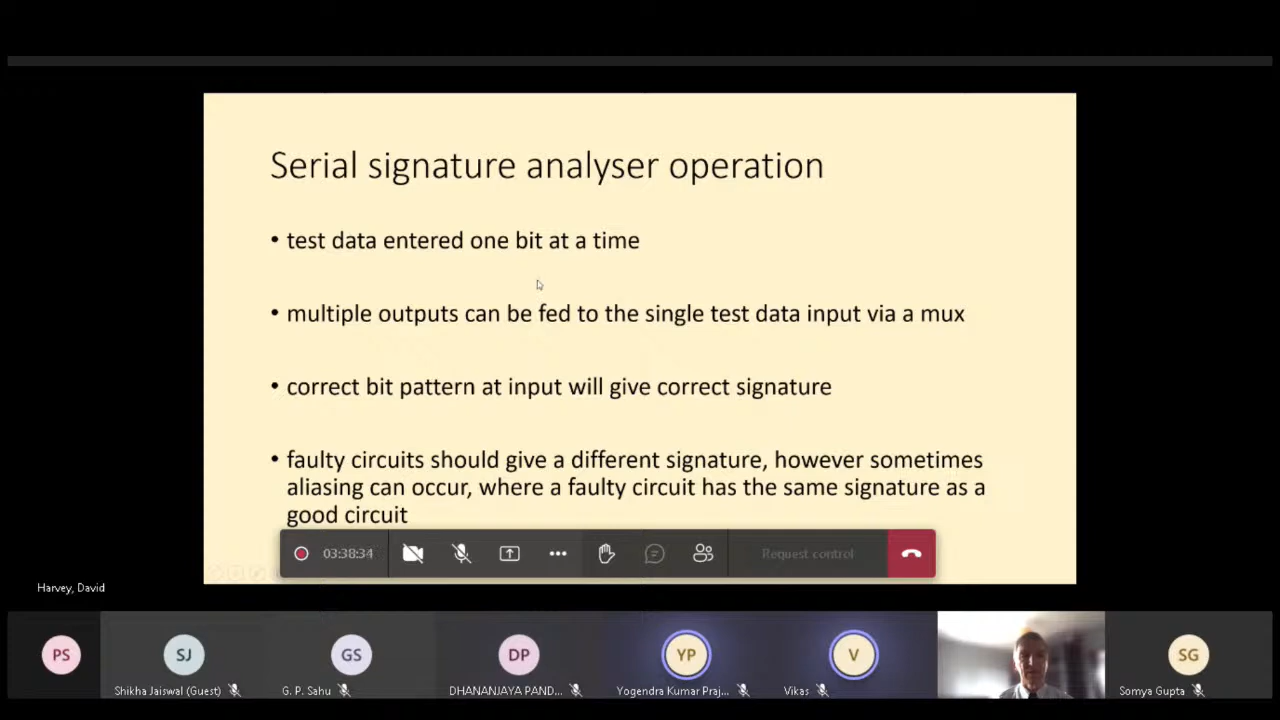 Serial signature analyser operation
• test data entered one bit at a time
• multiple outputs can be fed to the single test data input via a mux
• correct bit pattern at input will give correct signature
• faulty circuits should give a different signature, however sometimes
aliasing can occur, where a faulty circuit has the same signature as a
good circuit
03:38:34
Request control
Harvey, David
PS
SJ
GS
DP
YP
V
SG
Shikha Jaiswal (Guest)
G. P. Sahu
DHANANJAYA PAND...
Yogendra Kumar Praj...
Vikas
Somya Gupta